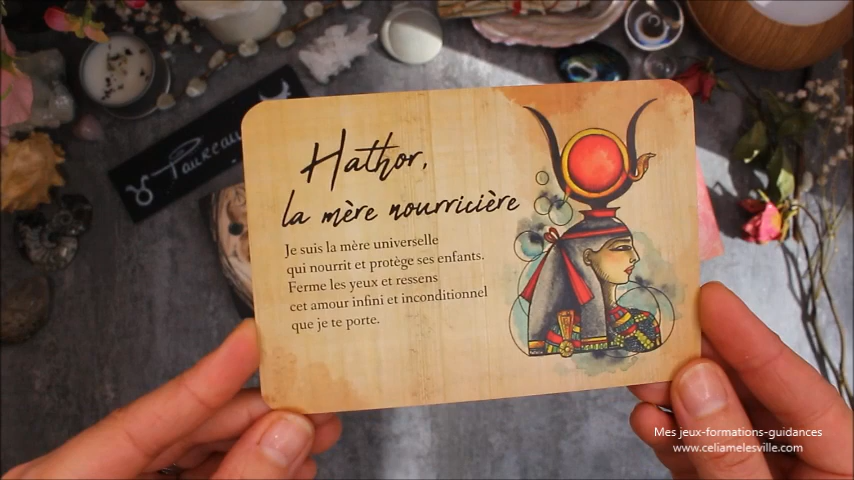 Hathor,
la mère nourricière
Je suis la mère universelle
qui nourrit et protège ses enfants.
Ferme les yeux et ressens
cet amour infini et inconditionnel
que je te porte.
Taureau
Mes jeux-formations-guidances
www.celiamelesville.com